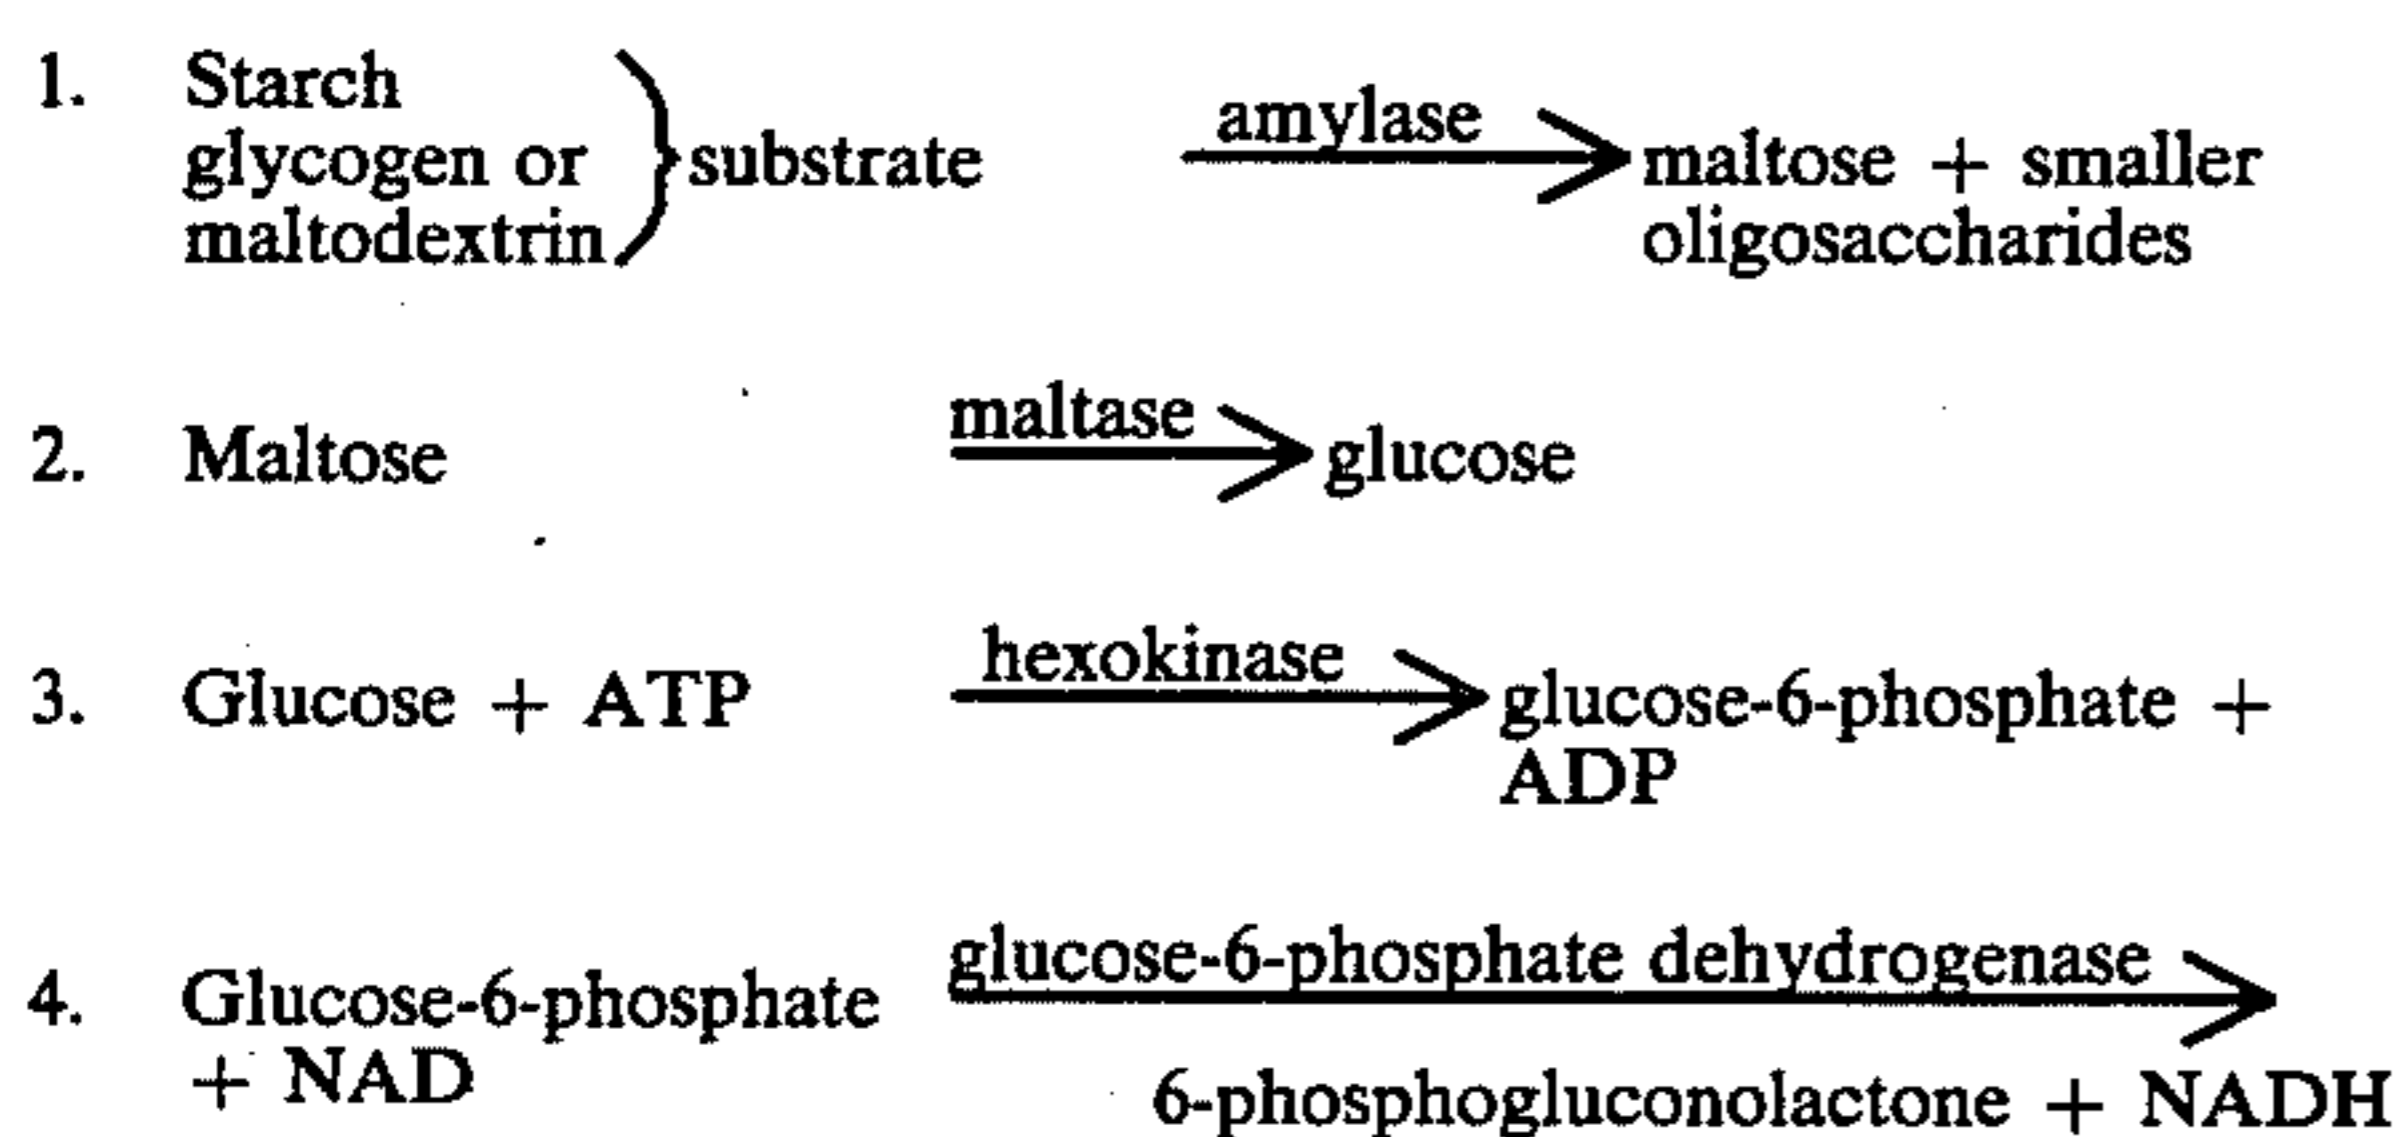 1. Starch
glycogen or substrate amylase maltose + smaller
maltodextrin oligosaccharides
2. Maltose maltase glucose
3. Glucose + ATP hexokinase glucose-6-phosphate +
ADP
4. Glucose-6-phosphate glucose-6-phosphate dehydrogenase
+ NAD 6-phosphogluconolactone + NADH